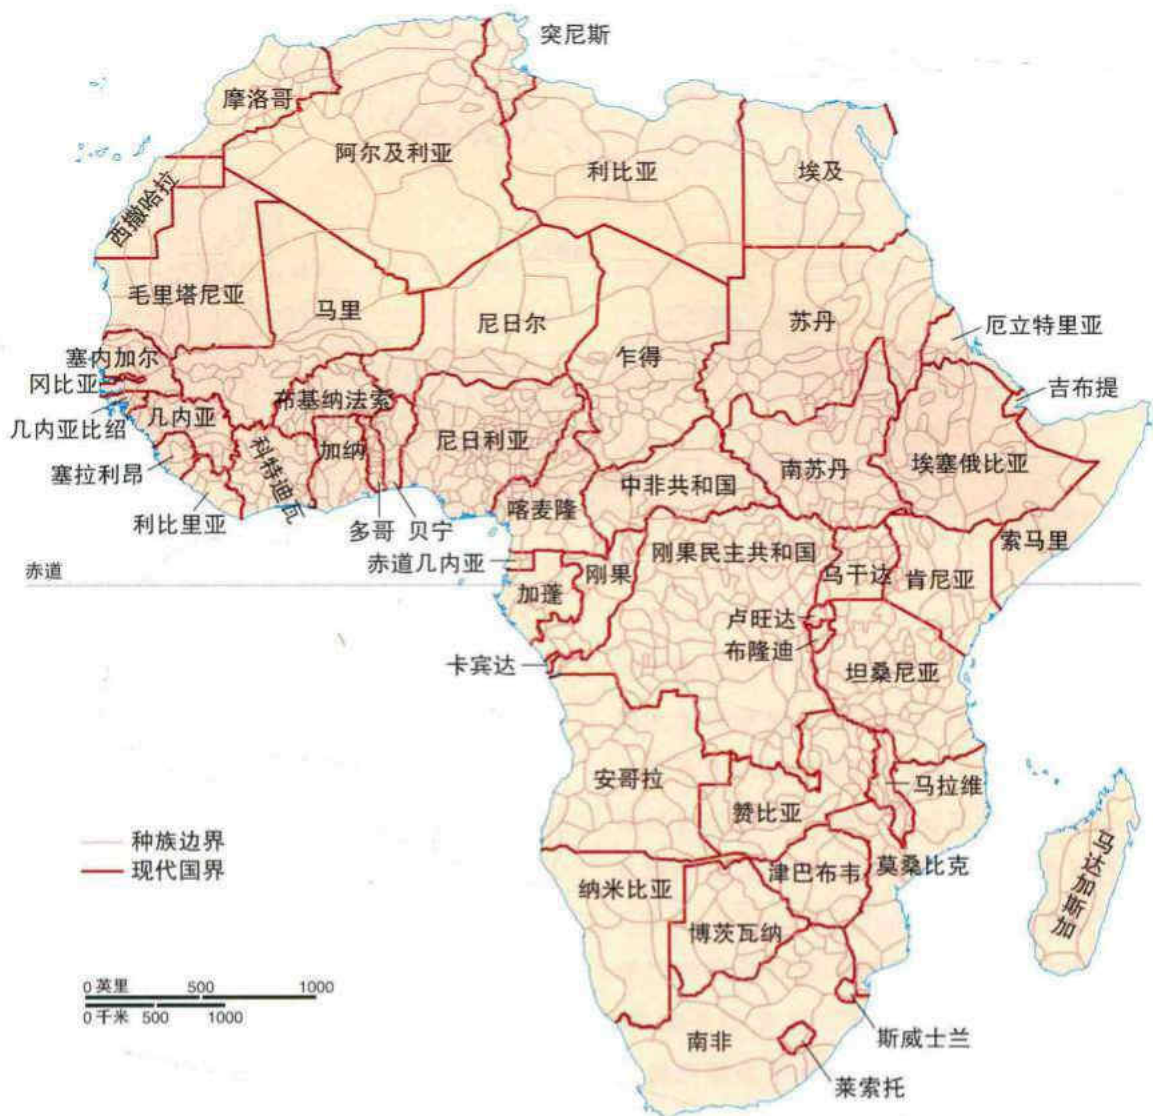 突尼斯
摩洛哥
阿尔及利亚
利比亚
埃及
西撒哈拉
毛里塔尼亚
马里
尼日尔
乍得
苏丹
厄立特里亚
塞内加尔
冈比亚
吉布提
几内亚比绍
几内亚
布基纳法索
尼日利亚
加纳
科特迪瓦
南苏丹
埃塞俄比亚
塞拉利昂
中非共和国
喀麦隆
利比里亚
多哥
贝宁
索马里
赤道几内亚
刚果
刚果民主共和国
乌干达
肯尼亚
赤道
加蓬
卢旺达
布隆迪
卡宾达
坦桑尼亚
安哥拉
马拉维
赞比亚
种族边界
现代国界
莫桑比克
津巴布韦
纳米比亚
马达加斯加
博茨瓦纳
0 英里 500 1000
0 千米 500 1000
南非
斯威士兰
莱索托